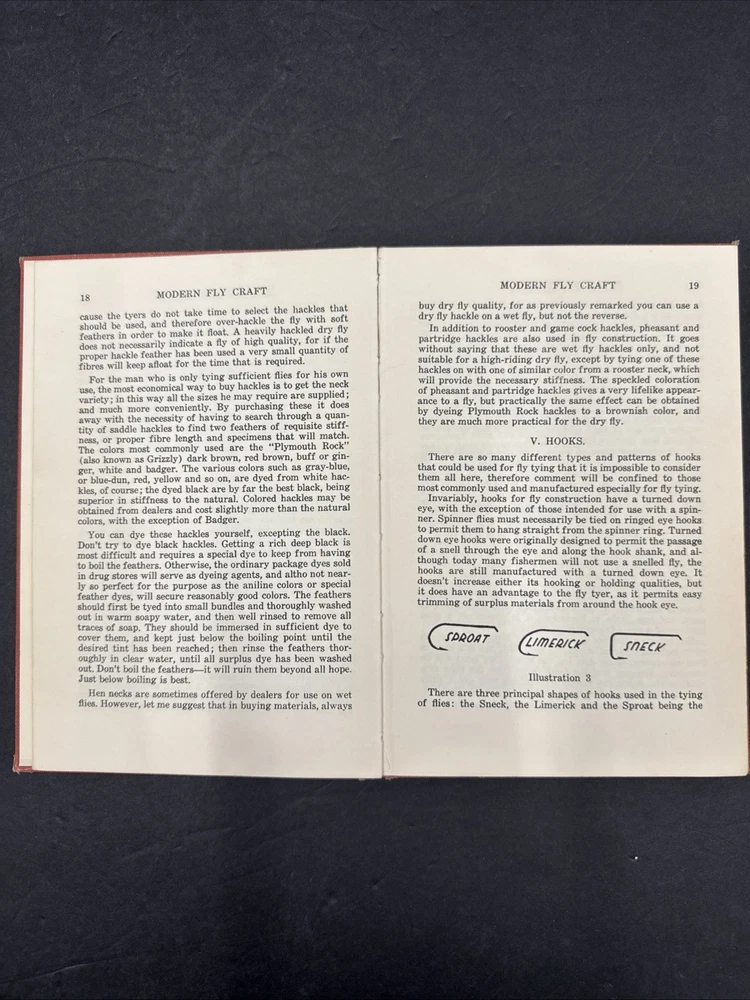 18
MODERN FLY CRAFT
cause the tyers do not take time to select the hackles that
should be used, and therefore over-hackle the fly with soft
feathers in order to make it float. A heavily hackled dry fly
does not necessarily indicate a fly of high quality, for if the
proper hackle feather has been used a very small quantity of
fibres will keep afloat for the time that is required.
For the man who is only tying sufficient flies for his own
use, the most economical way to buy hackles is to get the neck
variety; in this way all the sizes he may require are supplied;
and much more conveniently. By purchasing these it does
away with the necessity of having to search through a quan-
tity of saddle hackles to find two feathers of requisite stiff-
ness, or proper fibre length and specimens that will match.
The colors most commonly used are the "Plymouth Rock"
(also known as Grizzly) dark brown, red brown, buff or gin-
ger, white and badger. The various colors such as gray-blue,
or blue-dun, red, yellow and so on, are dyed from white hac-
kles, of course; the dyed black are by far the best black, being
superior in stiffness to the natural. Colored hackles may be
obtained from dealers and cost slightly more than the natural
colors, with the exception of Badger.
You can dye these hackles yourself, excepting the black.
Don't try to dye black hackles. Getting a rich deep black is
most difficult and requires a special dye to keep from having
to boil the feathers. Otherwise, the ordinary package dyes sold
in drug stores will serve as dyeing agents, and altho not near-
ly so perfect for the purpose as the aniline colors or special
feather dyes, will secure reasonably good colors. The feathers
should first be tyed into small bundles and thoroughly washed
out in warm soapy water, and then well rinsed to remove all
traces of soap. They should be immersed in sufficient dye to
cover them, and kept just below the boiling point until the
desired tint has been reached; then rinse the feathers thor-
oughly in clear water, until all surplus dye has been washed
out. Don't boil the feathers—it will ruin them beyond all hope.
Just below boiling is best.
Hen necks are sometimes offered by dealers for use on wet
flies. However, let me suggest that in buying materials, always
MODERN FLY CRAFT
19
buy dry fly quality, for as previously remarked you can use a
dry fly hackle on a wet fly, but not the reverse.
In addition to rooster and game cock hackles, pheasant and
partridge hackles are also used in fly construction. It goes
without saying that these are wet fly hackles only, and not
suitable for a high-riding dry fly, except by tying one of these
hackles on with one of similar color from a rooster neck, which
will provide the necessary stiffness. The speckled coloration
of pheasant and partridge hackles gives a very lifelike appear-
ance to a fly, but practically the same effect can be obtained
by dyeing Plymouth Rock hackles to a brownish color, and
they are much more practical for the dry fly.
V. HOOKS.
There are so many different types and patterns of hooks
that could be used for fly tying that it is impossible to consider
them all here, therefore comment will be confined to those
most commonly used and manufactured especially for fly tying.
Invariably, hooks for fly construction have a turned down
eye, with the exception of those intended for use with a spin-
ner. Spinner flies must necessarily be tied on ringed eye hooks
to permit them to hang straight from the spinner ring. Turned
down eye hooks were originally designed to permit the passage
of a snell through the eye and along the hook shank, and al-
though today many fishermen will not use a snelled fly, the
hooks are still manufactured with a turned down eye. It
doesn't increase either its hooking or holding qualities, but
it does have an advantage to the fly tyer, as it permits easy
trimming of surplus materials from around the hook eye.
SPROAT LIMERICK SNECK
Illustration 3
There are three principal shapes of hooks used in the tying
of flies: the Sneck, the Limerick and the Sproat being the